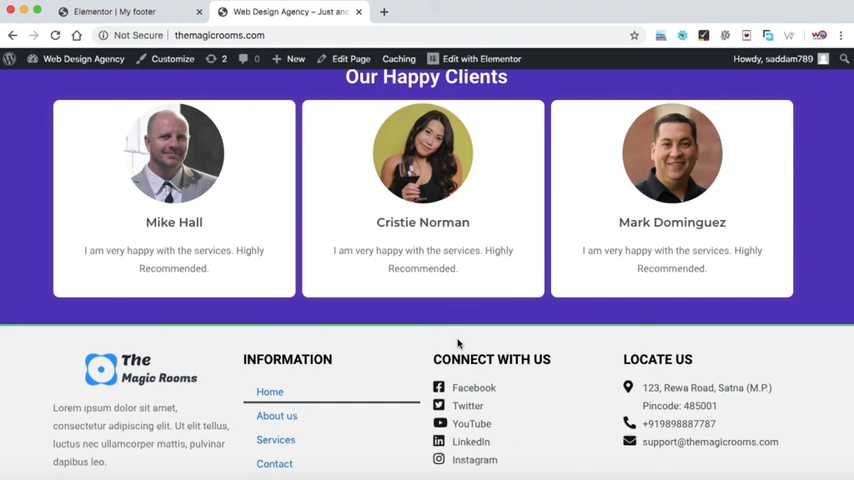 Elementor | My footer
Web Design Agency – Just ano
Not Secure
themagicrooms.com
Web Design Agency
Customize
2
0
New
Edit Page
Caching
Edit with Elementor
Howdy, saddam789
Our Happy Clients
Mike Hall
I am very happy with the services. Highly
Recommended.
Cristie Norman
I am very happy with the services. Highly
Recommended.
Mark Dominguez
I am very happy with the services. Highly
Recommended.
The
Magic Rooms
Lorem ipsum dolor sit amet,
consectetur adipiscing elit. Ut elit tellus,
luctus nec ullamcorper mattis, pulvinar
dapibus leo.
INFORMATION
Home
About us
Services
Contact
CONNECT WITH US
Facebook
Twitter
YouTube
LinkedIn
Instagram
LOCATE US
123, Rewa Road, Satna (M.P.)
Pincode: 485001
+919898887787
support@themagicrooms.com